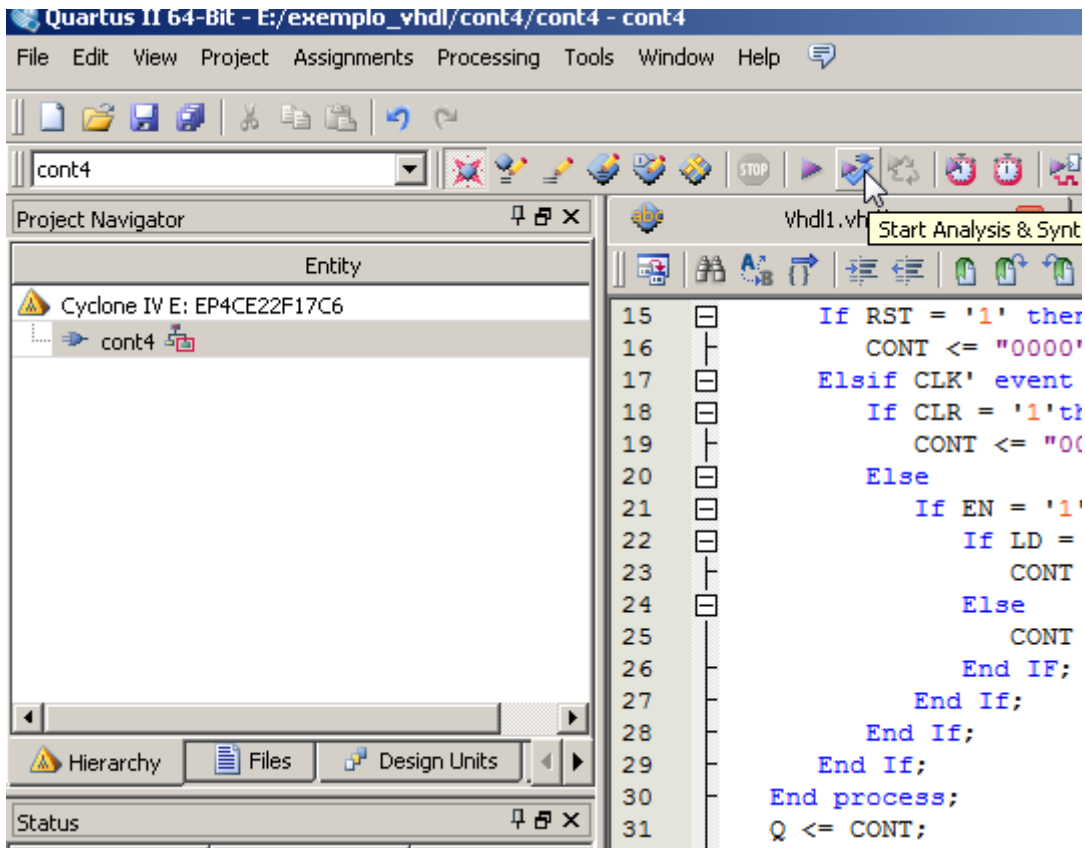 Quartus II 64-Bit - E:/exemplo_vhdl/cont4/cont4 - cont4
File Edit View Project Assignments Processing Tools Window Help
cont4
STOP
Project Navigator
Entity
Cyclone IV E: EP4CE22F17C6
cont4
Hierarchy Files Design Units
Status
abc Vhdl1.vh
Start Analysis & Synt
15 If RST = '1' then
16 CONT <= "0000"
17 Elsif CLK' event
18 If CLR = '1'th
19 CONT <= "00
20 Else
21 If EN = '1'
22 If LD =
23 CONT
24 Else
25 CONT
26 End IF;
27 End If;
28 End If;
29 End If;
30 End process;
31 Q <= CONT;